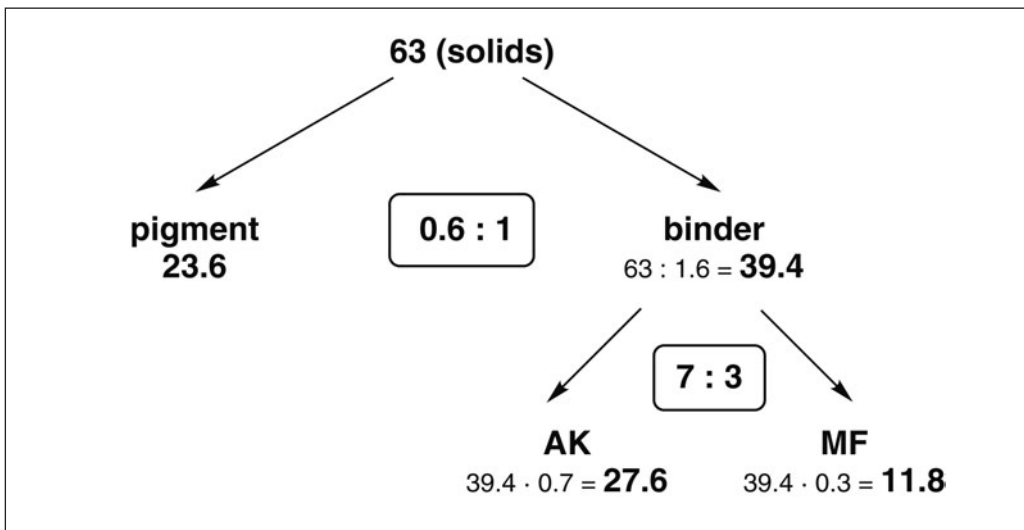 63 (solids)
pigment
23.6
0.6 : 1
binder
63 : 1.6 = 39.4
7 : 3
AK
39.4 · 0.7 = 27.6
MF
39.4 · 0.3 = 11.8